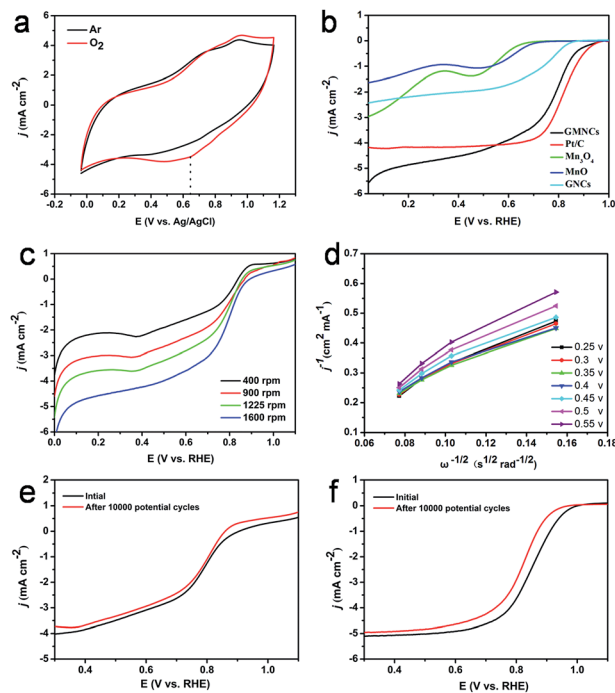 a
Ar
O2
j (mA cm-2)
6
4
2
0
-2
-4
-6
-0.2 0.0 0.2 0.4 0.6 0.8 1.0 1.2
E (V vs. Ag/AgCl)
b
j (mA cm-2)
1
0
-1
-2
-3
-4
-5
-6
GMNCs
Pt/C
Mn3O4
MnO
GNCs
0.2 0.4 0.6 0.8 1.0
E (V vs. RHE)
c
j (mA cm-2)
1
0
-1
-2
-3
-4
-5
-6
400 rpm
900 rpm
1225 rpm
1600 rpm
0.0 0.2 0.4 0.6 0.8 1.0
E (V vs. RHE)
d
j-1 (cm2 mA-1)
0.7
0.6
0.5
0.4
0.3
0.2
0.1
0.25 v
0.3 v
0.35 v
0.4 v
0.45 v
0.5 v
0.55 v
0.06 0.08 0.10 0.12 0.14 0.16 0.18
ω-1/2 (s1/2 rad-1/2)
e
Intial
After 10000 potential cycles
j (mA cm-2)
2
1
0
-1
-2
-3
-4
-5
0.4 0.6 0.8 1.0
E (V vs. RHE)
f
Intial
After 10000 potential cycles
j (mA cm-2)
1
0
-1
-2
-3
-4
-5
-6
0.4 0.6 0.8 1.0
E (V vs. RHE)